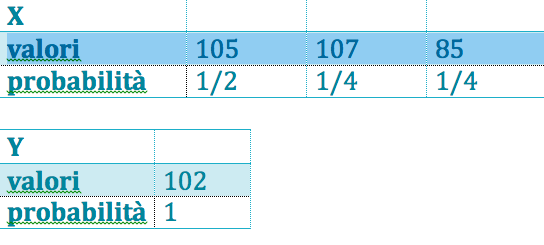 X
valori 105 107 85
probabilità 1/2 1/4 1/4
Y
valori 102
probabilità 1